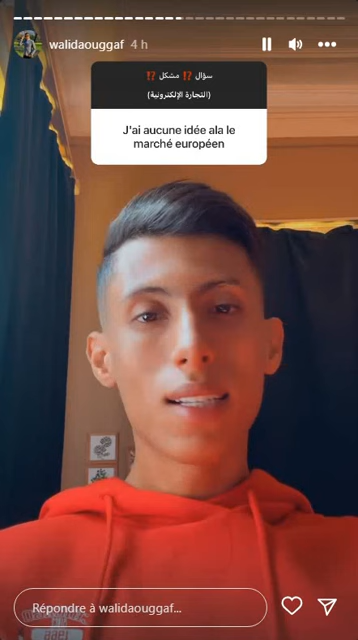 walidaouggaf 4 h
سؤال ⁉️ مشكل ⁉️
(التجارة الإلكترونية)
J'ai aucune idée ala le
marché européen
Répondre à walidaouggaf...